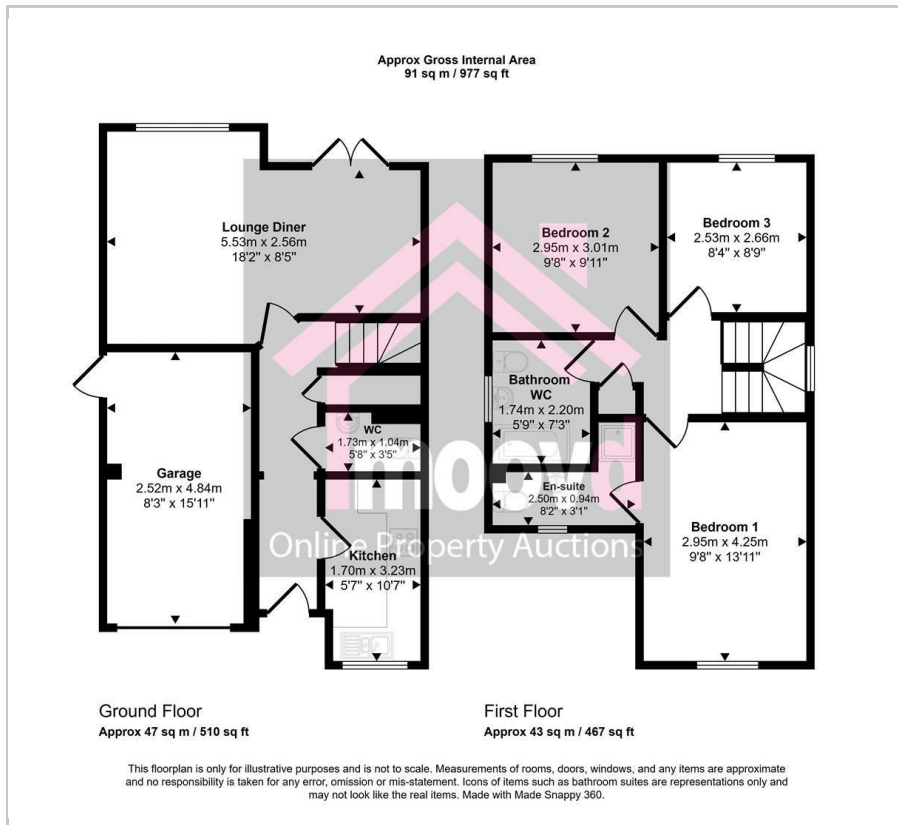 Approx Gross Internal Area
91 sq m / 977 sq ft
Lounge Diner
5.53m x 2.56m
18'2" x 8'5"
Bedroom 2
2.95m x 3.01m
9'8" x 9'11"
Bedroom 3
2.53m x 2.66m
8'4" x 8'9"
Bathroom
WC
1.74m x 2.20m
5'9" x 7'3"
WC
1.73m x 1.04m
5'8" x 3'5"
Garage
2.52m x 4.84m
8'3" x 15'11"
En-suite
2.50m x 0.94m
8'2" x 3'1"
Bedroom 1
2.95m x 4.25m
9'8" x 13'11"
Kitchen
1.70m x 3.23m
5'7" x 10'7"
moovd
Online Property Auctions
Ground Floor
Approx 47 sq m / 510 sq ft
First Floor
Approx 43 sq m / 467 sq ft
This floorplan is only for illustrative purposes and is not to scale. Measurements of rooms, doors, windows, and any items are approximate
and no responsibility is taken for any error, omission or mis-statement. Icons of items such as bathroom suites are representations only and
may not look like the real items. Made with Made Snappy 360.